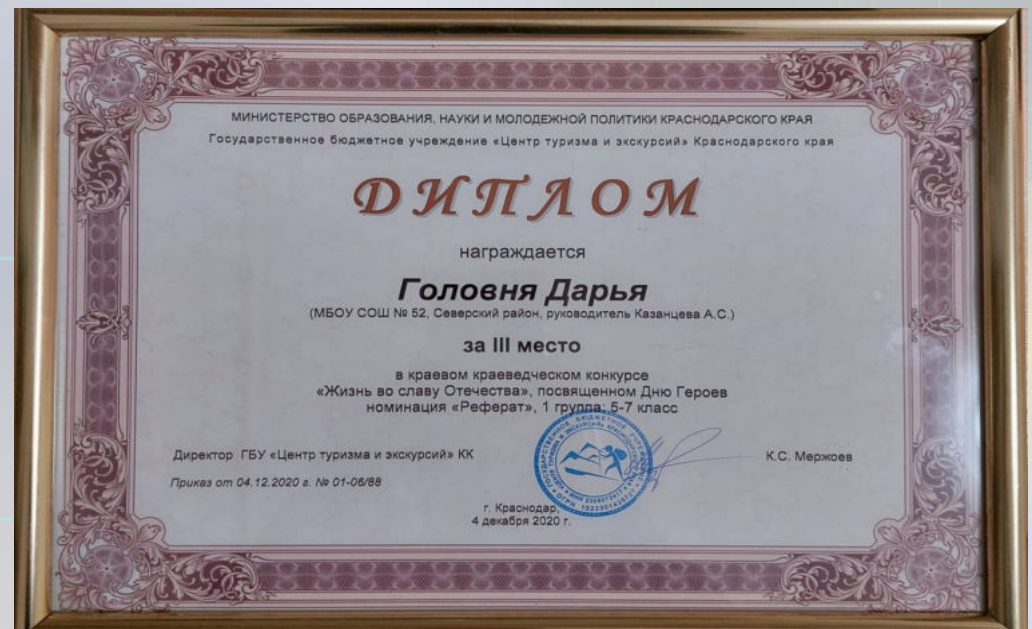 МИНИСТЕРСТВО ОБРАЗОВАНИЯ, НАУКИ И МОЛОДЕЖНОЙ ПОЛИТИКИ КРАСНОДАРСКОГО КРАЯ
Государственное бюджетное учреждение «Центр туризма и экскурсий» Краснодарского края
ДИПЛОМ
награждается
Головня Дарья
(МБОУ СОШ № 52, Северский район, руководитель Казанцева А.С.)
за III место
в краевом краеведческом конкурсе
«Жизнь во славу Отечества», посвященном Дню Героев
номинация «Реферат», 1 группа: 5-7 класс
Директор ГБУ «Центр туризма и экскурсий» КК
К.С. Мержоев
Приказ от 04.12.2020 г. № 01-06/88
г. Краснодар,
4 декабря 2020 г.